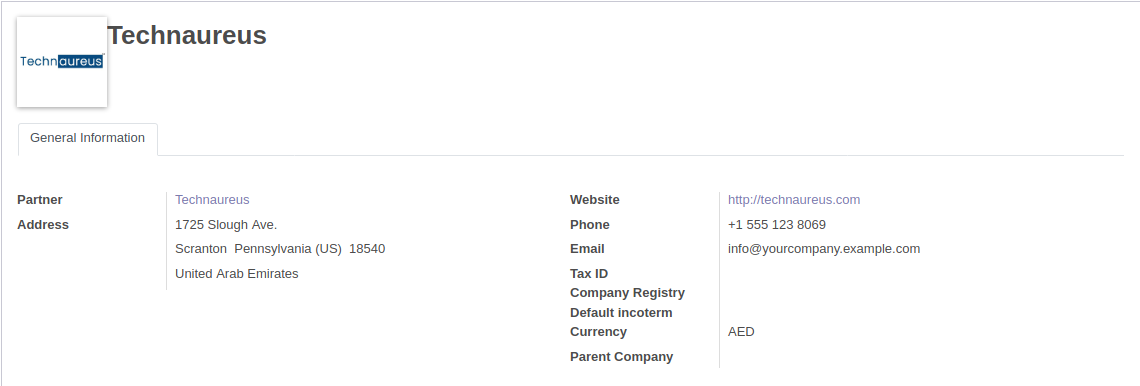 Technaureus
Technaureus
General Information
Partner Technaureus
Address 1725 Slough Ave.
Scranton Pennsylvania (US) 18540
United Arab Emirates
Website http://technaureus.com
Phone +1 555 123 8069
Email info@yourcompany.example.com
Tax ID
Company Registry
Default incoterm
Currency AED
Parent Company